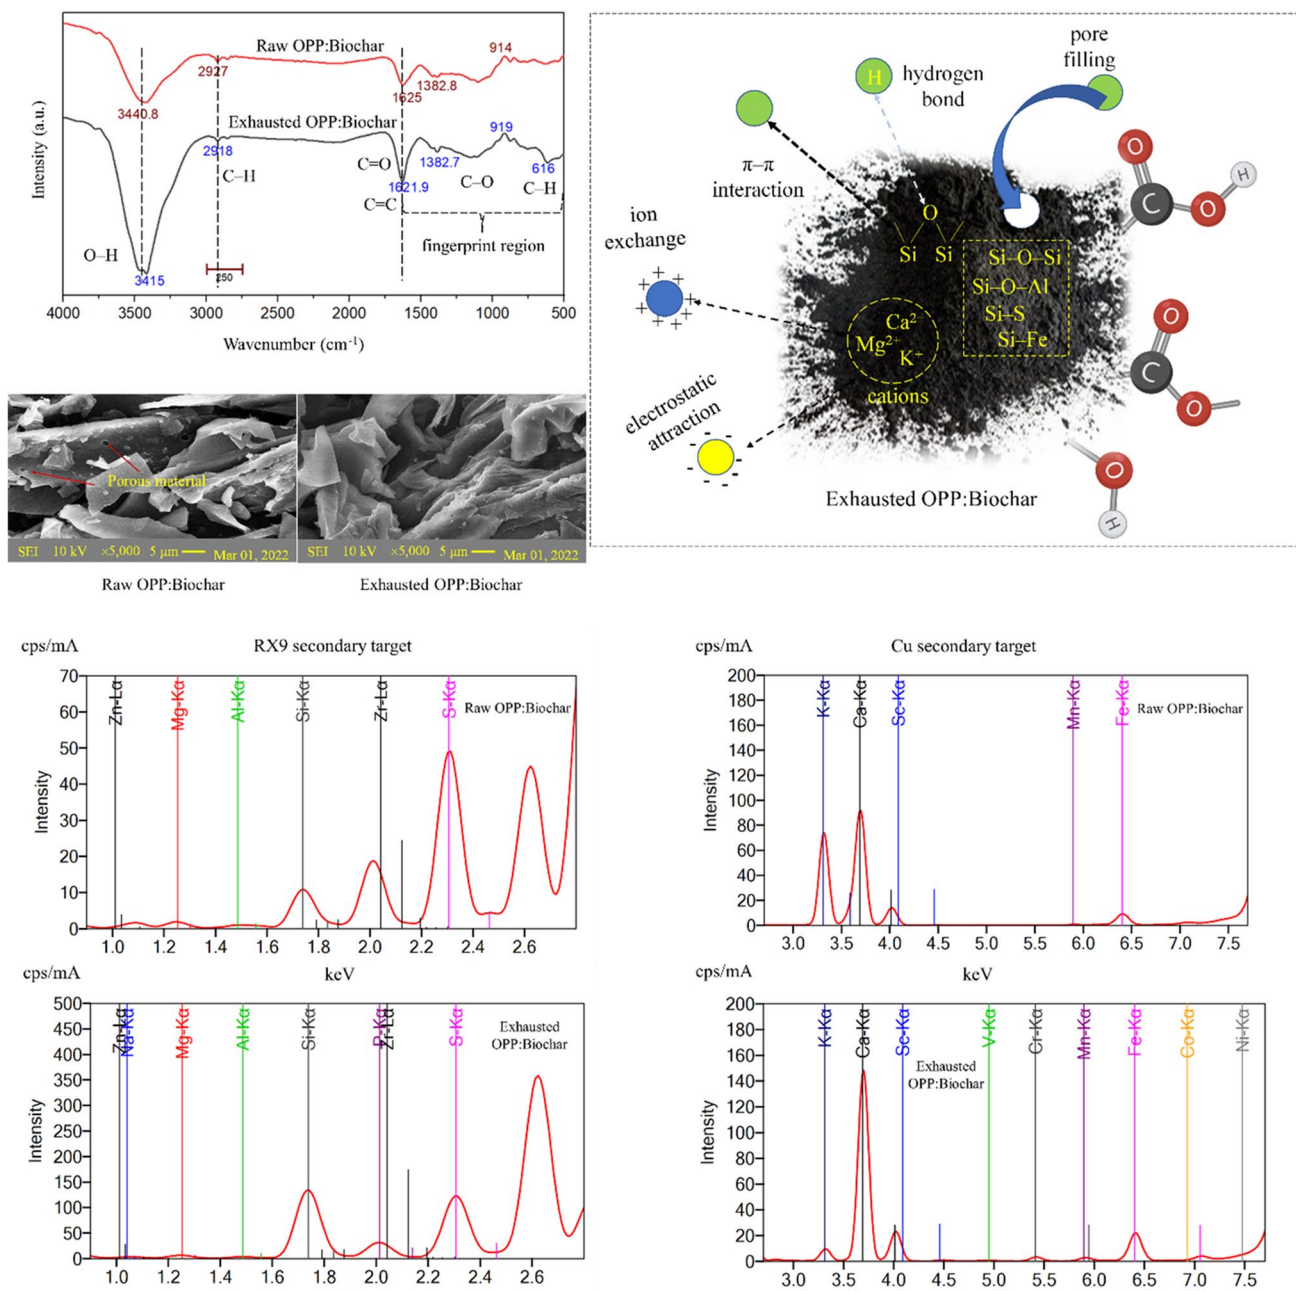 Raw OPP:Biochar
914
2927
1382.8
1625
3440.8
Exhausted OPP:Biochar
919
2918
C=O
1382.7
616
C–H
1621.9
C–O
C–H
C=C
fingerprint region
O–H
3415
250
Intensity (a.u.)
4000 3500 3000 2500 2000 1500 1000 500
Wavenumber (cm-1)
pore
filling
H
hydrogen
bond
π–π
interaction
ion
exchange
O
Si Si
Si–O–Si
Si–O–Al
Si–S
Si–Fe
Ca2–
Mg2+
K+
cations
electrostatic
attraction
O
C
O
H
O
C
O
O
H
Exhausted OPP:Biochar
Porous material
SEI 10 kV ×5,000 5 μm Mar 01, 2022
SEI 10 kV ×5,000 5 μm Mar 01, 2022
Raw OPP:Biochar
Exhausted OPP:Biochar
cps/mA
RX9 secondary target
70
60
50
40
30
20
10
0
Intensity
Zn-Lα
Mg-Kα
Al-Kα
Si-Kα
Zr-Lα
S-Kα
Raw OPP:Biochar
1.0 1.2 1.4 1.6 1.8 2.0 2.2 2.4 2.6
keV
cps/mA
Cu secondary target
200
180
160
140
120
100
80
60
40
20
0
Intensity
K-Kα
Ca-Kα
Sc-Kα
Mn-Kα
Fe-Kα
Raw OPP:Biochar
3.0 3.5 4.0 4.5 5.0 5.5 6.0 6.5 7.0 7.5
keV
cps/mA
500
450
400
350
300
250
200
150
100
50
0
Intensity
Zn-Lα
Na-Kα
Mg-Kα
Al-Kα
Si-Kα
P-Kα
Zr-Lα
S-Kα
Exhausted
OPP:Biochar
1.0 1.2 1.4 1.6 1.8 2.0 2.2 2.4 2.6
cps/mA
200
180
160
140
120
100
80
60
40
20
0
Intensity
K-Kα
Ca-Kα
Sc-Kα
Exhausted
OPP:Biochar
V-Kα
Cr-Kα
Mn-Kα
Fe-Kα
Co-Kα
Ni-Kα
3.0 3.5 4.0 4.5 5.0 5.5 6.0 6.5 7.0 7.5